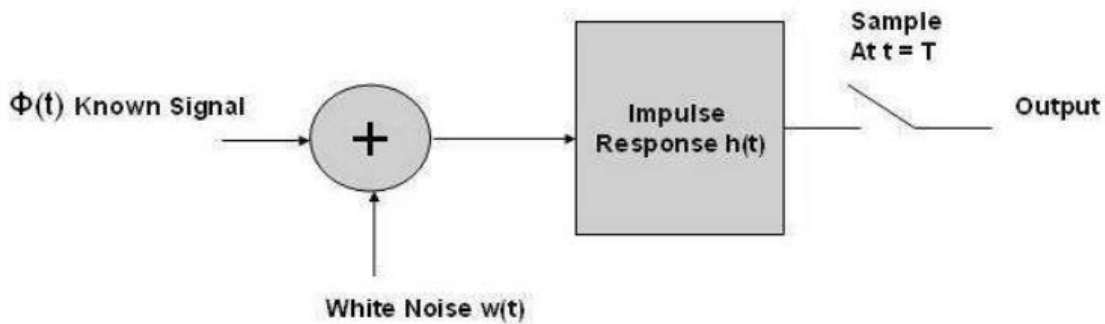 Φ(t) Known Signal
+
White Noise w(t)
Impulse
Response h(t)
Sample
At t = T
Output